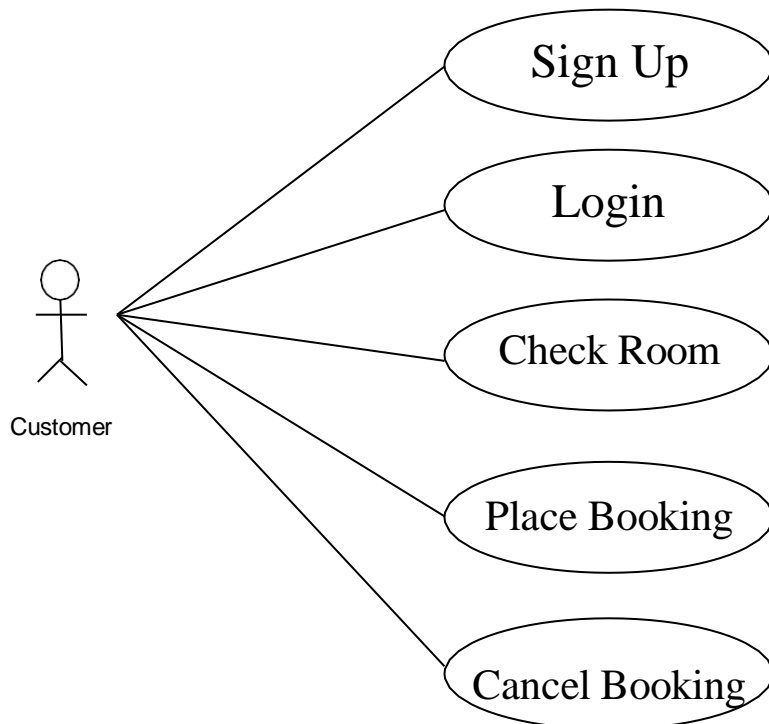 Sign Up
Login
Check Room
Customer
Place Booking
Cancel Booking